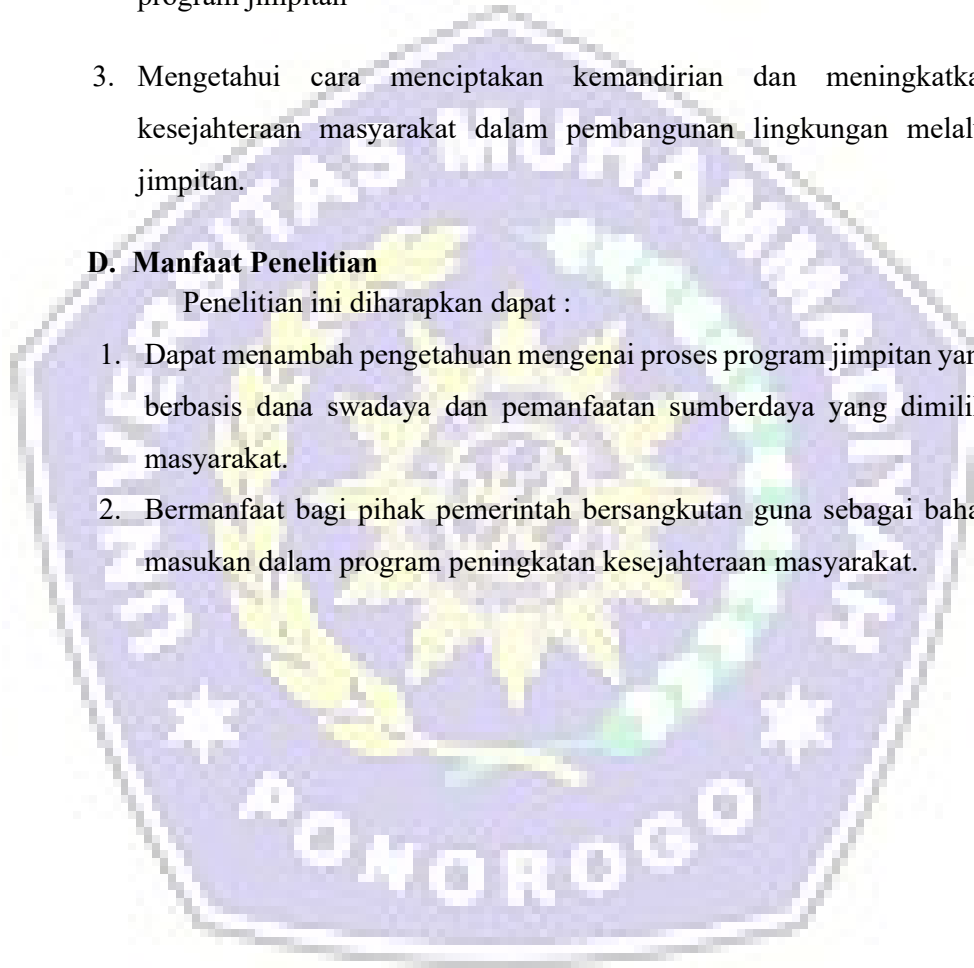 program jimpitan
3. Mengetahui cara menciptakan kemandirian dan meningkatka
kesejahteraan masyarakat dalam pembangunan lingkungan melal
jimpitan.
D. Manfaat Penelitian
Penelitian ini diharapkan dapat :
1. Dapat menambah pengetahuan mengenai proses program jimpitan yan
berbasis dana swadaya dan pemanfaatan sumberdaya yang dimili
masyarakat.
2. Bermanfaat bagi pihak pemerintah bersangkutan guna sebagai baha
masukan dalam program peningkatan kesejahteraan masyarakat.
UNIVERSITAS MUHAMMADIYAH
PONOROGO